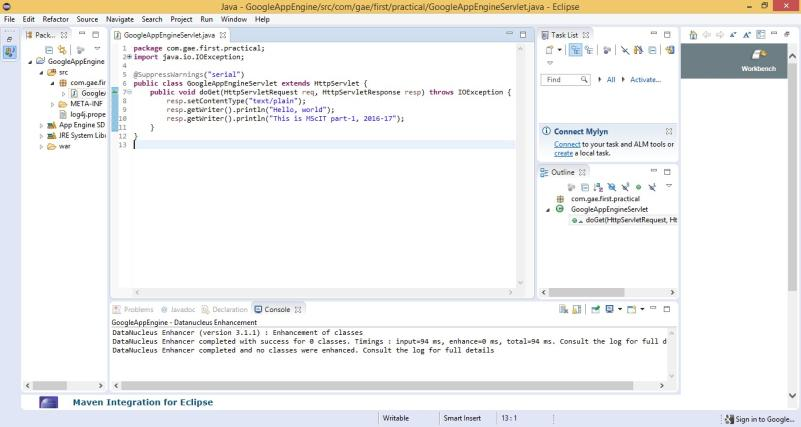 Java - GoogleAppEngine/src/com/gae/first/practical/GoogleAppEngineServlet.java - Eclipse
File Edit Refactor Source Navigate Search Project Run Window Help
Pack...
GoogleAppEngine
src
com.gae.fir
Google
META-INF
log4j.prope
App Engine SD
JRE System Libr
war
GoogleAppEngineServlet.java
1 package com.gae.first.practical;
2 import java.io.IOException;
5 @SuppressWarnings("serial")
6 public class GoogleAppEngineServlet extends HttpServlet {
7 public void doGet(HttpServletRequest req, HttpServletResponse resp) throws IOException {
8 resp.setContentType("text/plain");
9 resp.getWriter().println("Hello, world");
10 resp.getWriter().println("This is MScIT part-1, 2016-17");
11 }
12 }
13
Task List
Find All Activate...
Connect Mylyn
Connect to your task and ALM tools or
create a local task.
Outline
com.gae.first.practical
GoogleAppEngineServlet
doGet(HttpServletRequest, Ht
Workbench
Problems Javadoc Declaration Console
GoogleAppEngine - Datanucleus Enhancement
DataNucleus Enhancer (version 3.1.1) : Enhancement of classes
DataNucleus Enhancer completed with success for 0 classes. Timings : input=94 ms, enhance=0 ms, total=94 ms. Consult the log for full d
DataNucleus Enhancer completed and no classes were enhanced. Consult the log for full details
Maven Integration for Eclipse
Writable Smart Insert 13 : 1 Sign in to Google...